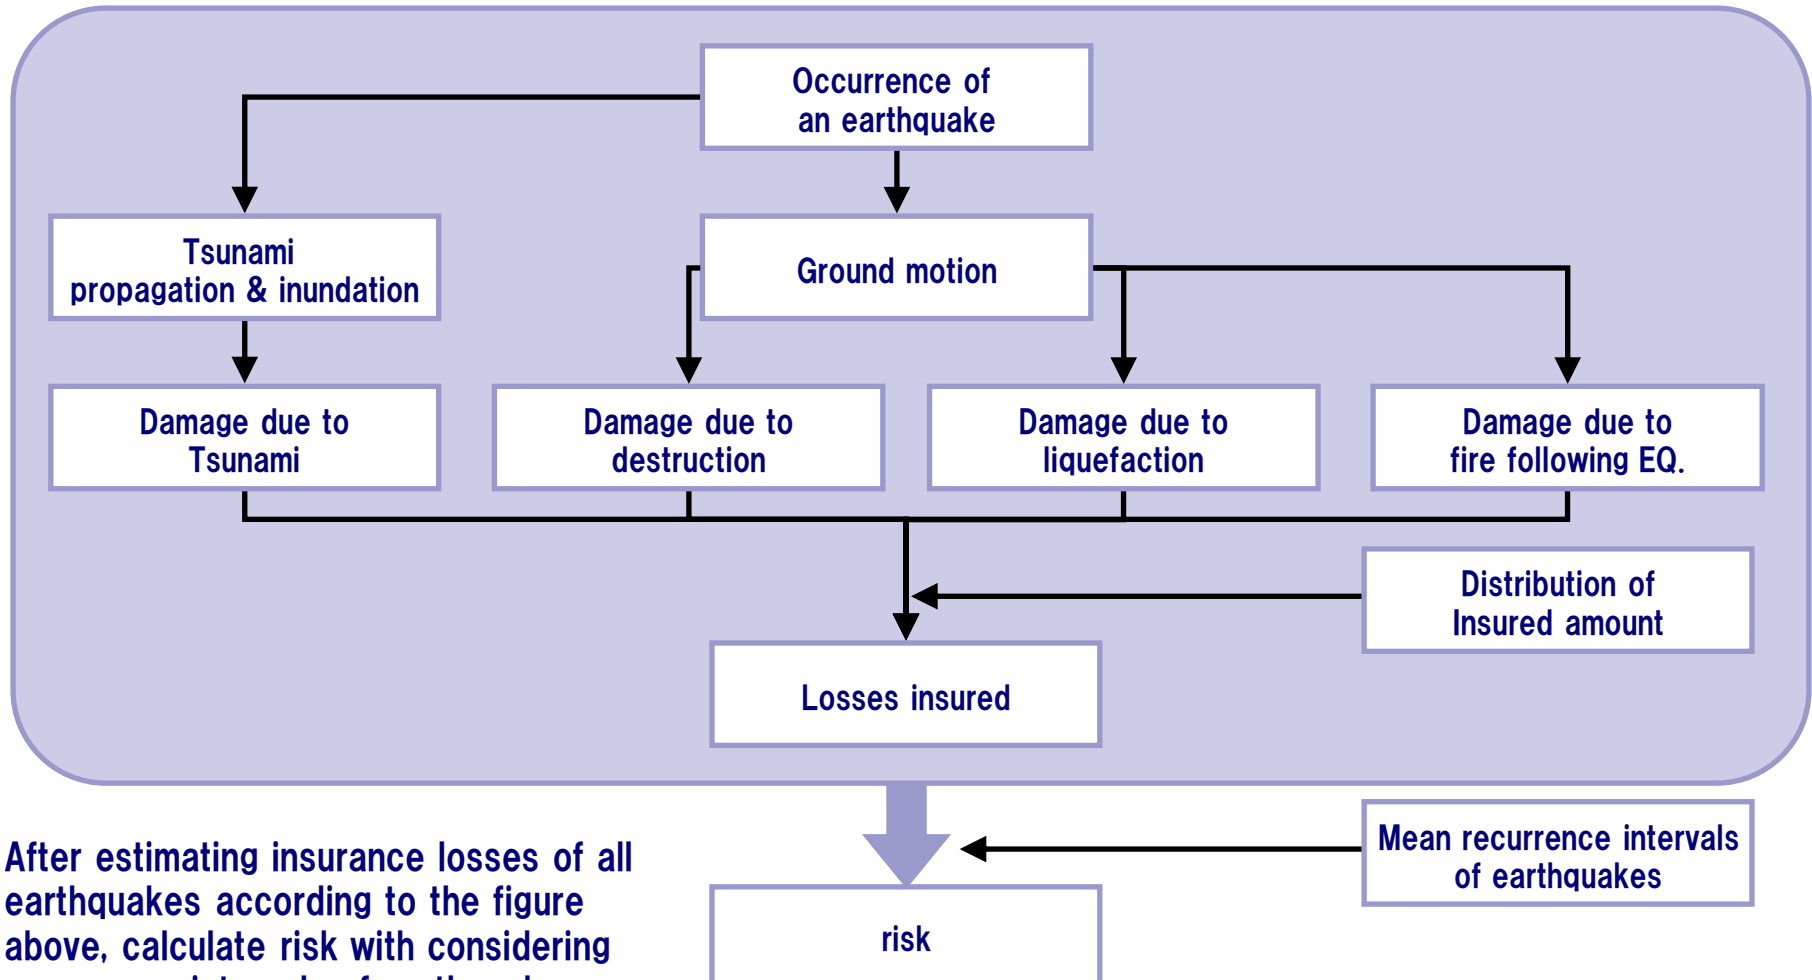 Occurrence of
an earthquake
Tsunami
propagation & inundation
Ground motion
Damage due to
Tsunami
Damage due to
destruction
Damage due to
liquefaction
Damage due to
fire following EQ.
Distribution of
Insured amount
Losses insured
Mean recurrence intervals
of earthquakes
risk
After estimating insurance losses of all
earthquakes according to the figure
above, calculate risk with considering